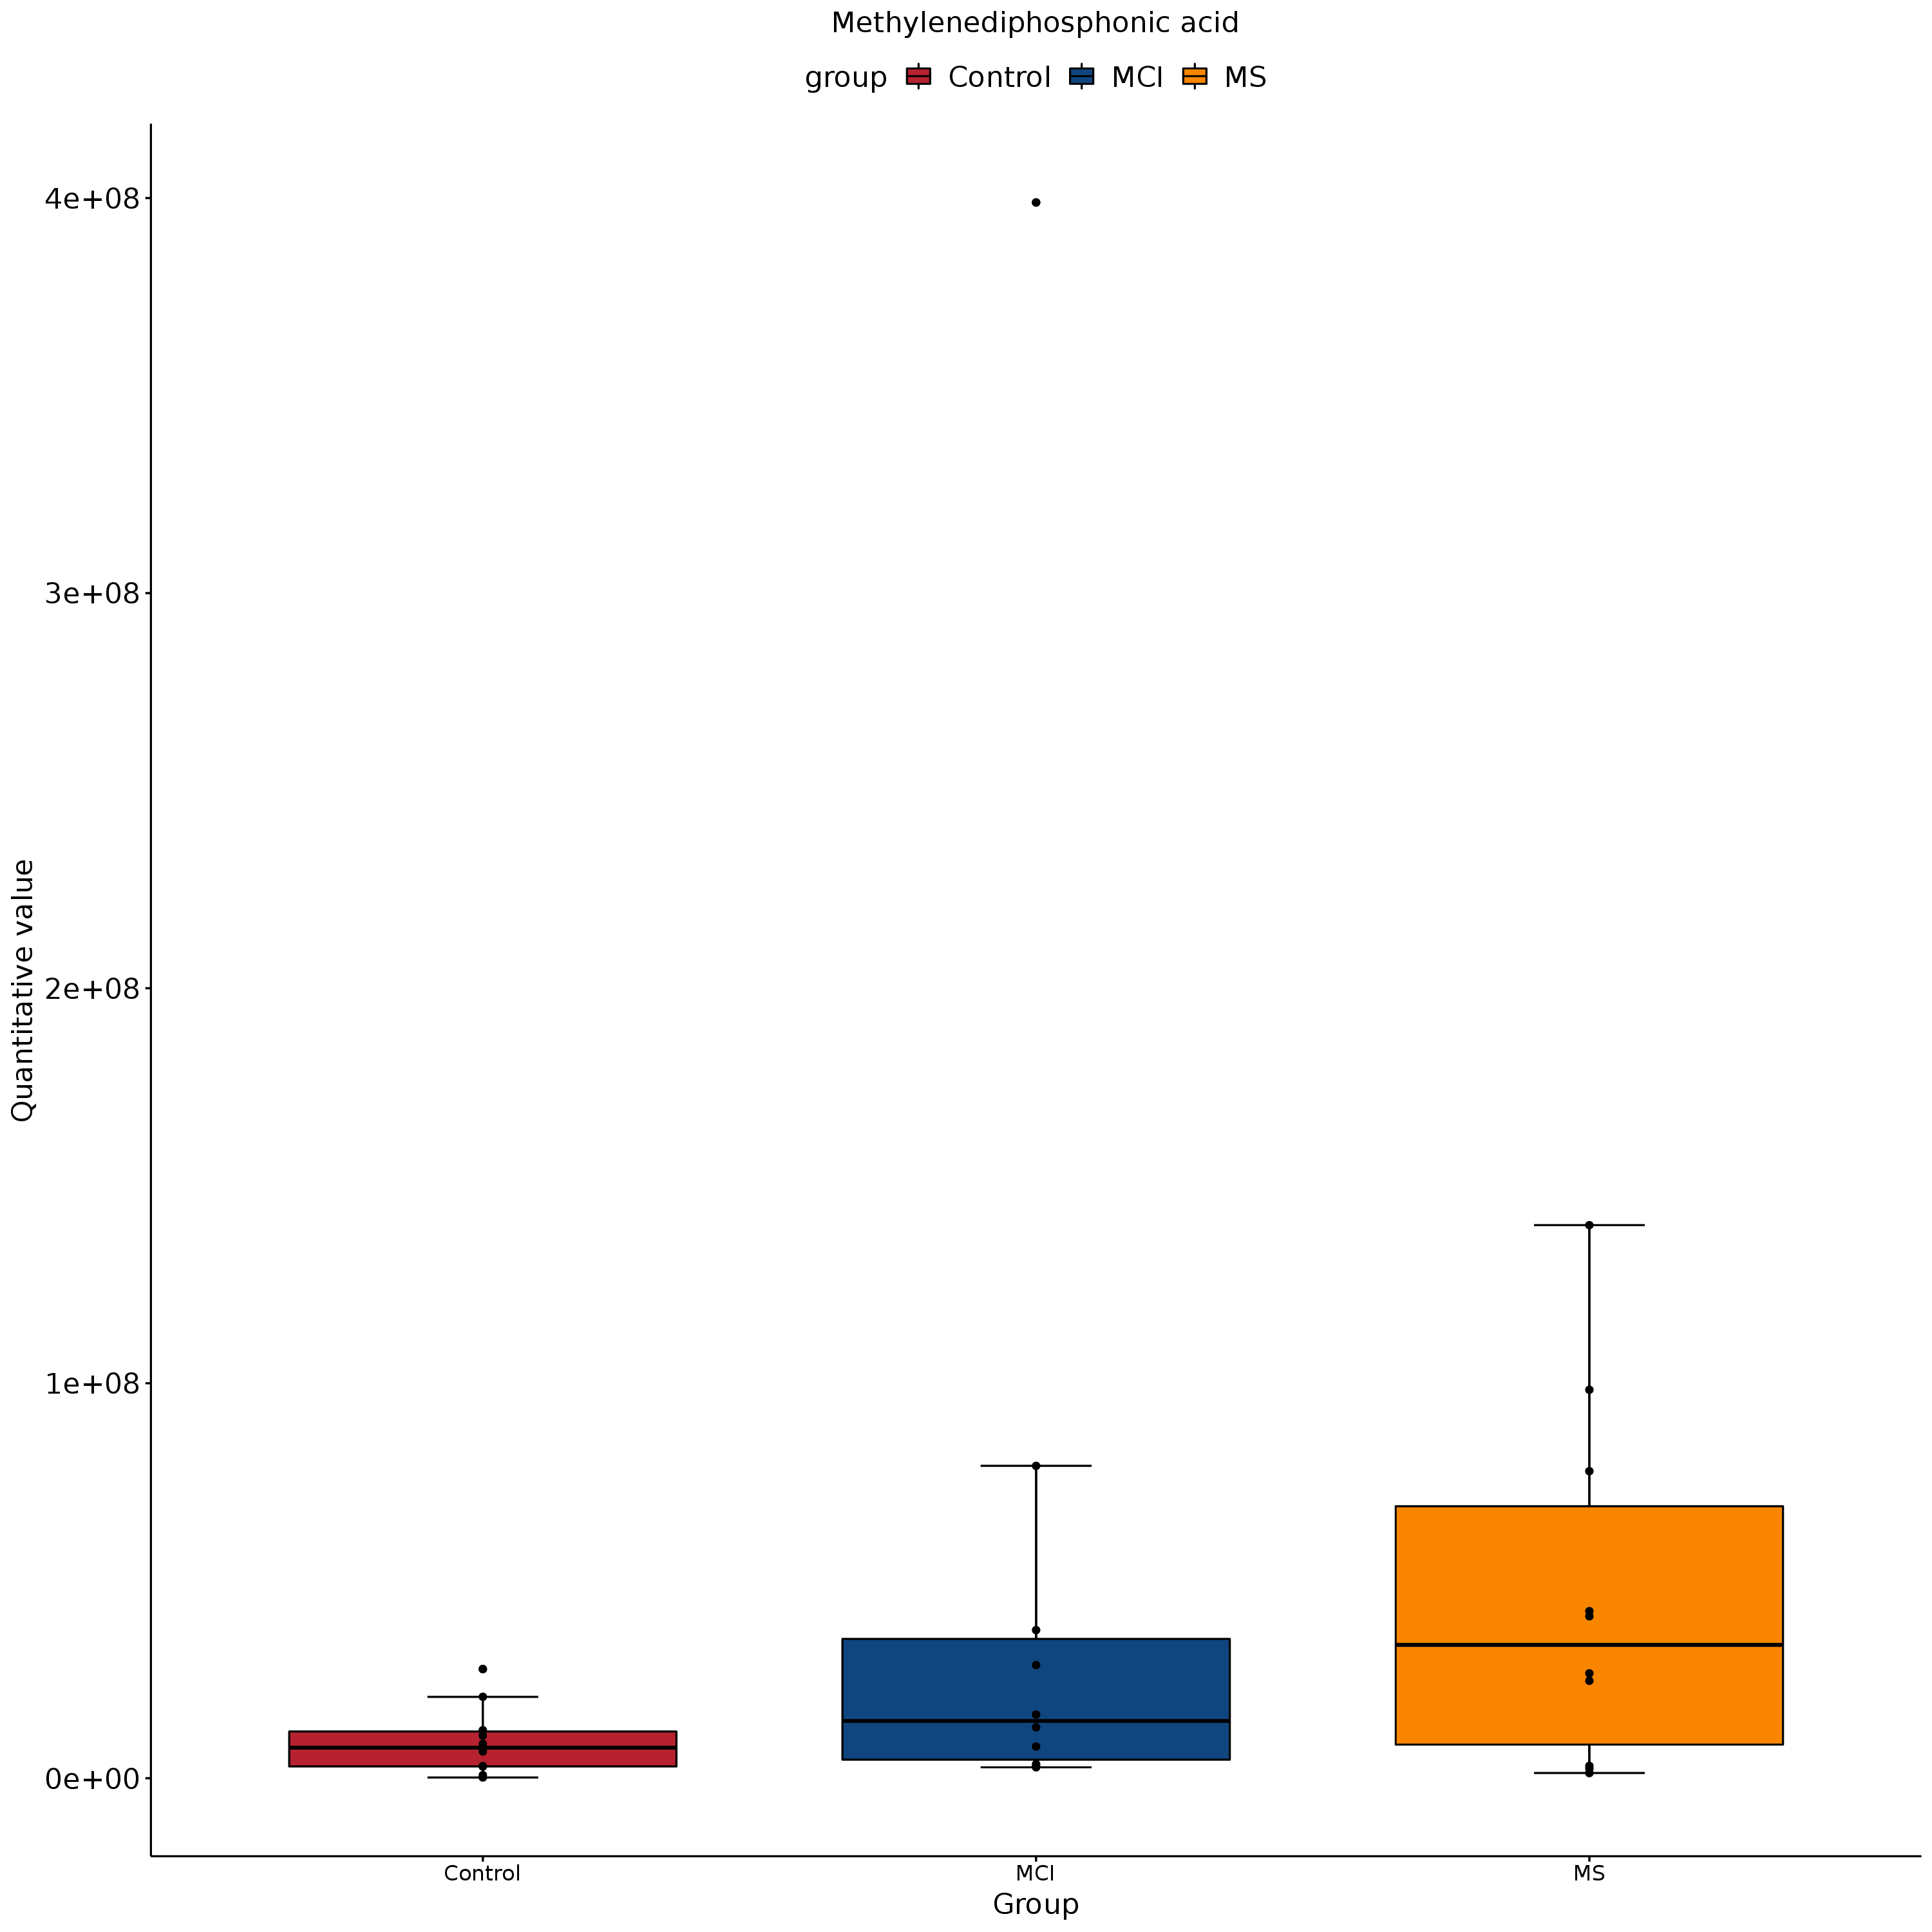 Methylenediphosphonic acid
group Control MCI MS
4e+08
3e+08
2e+08
1e+08
0e+00
Quantitative value
Control MCI MS
Group